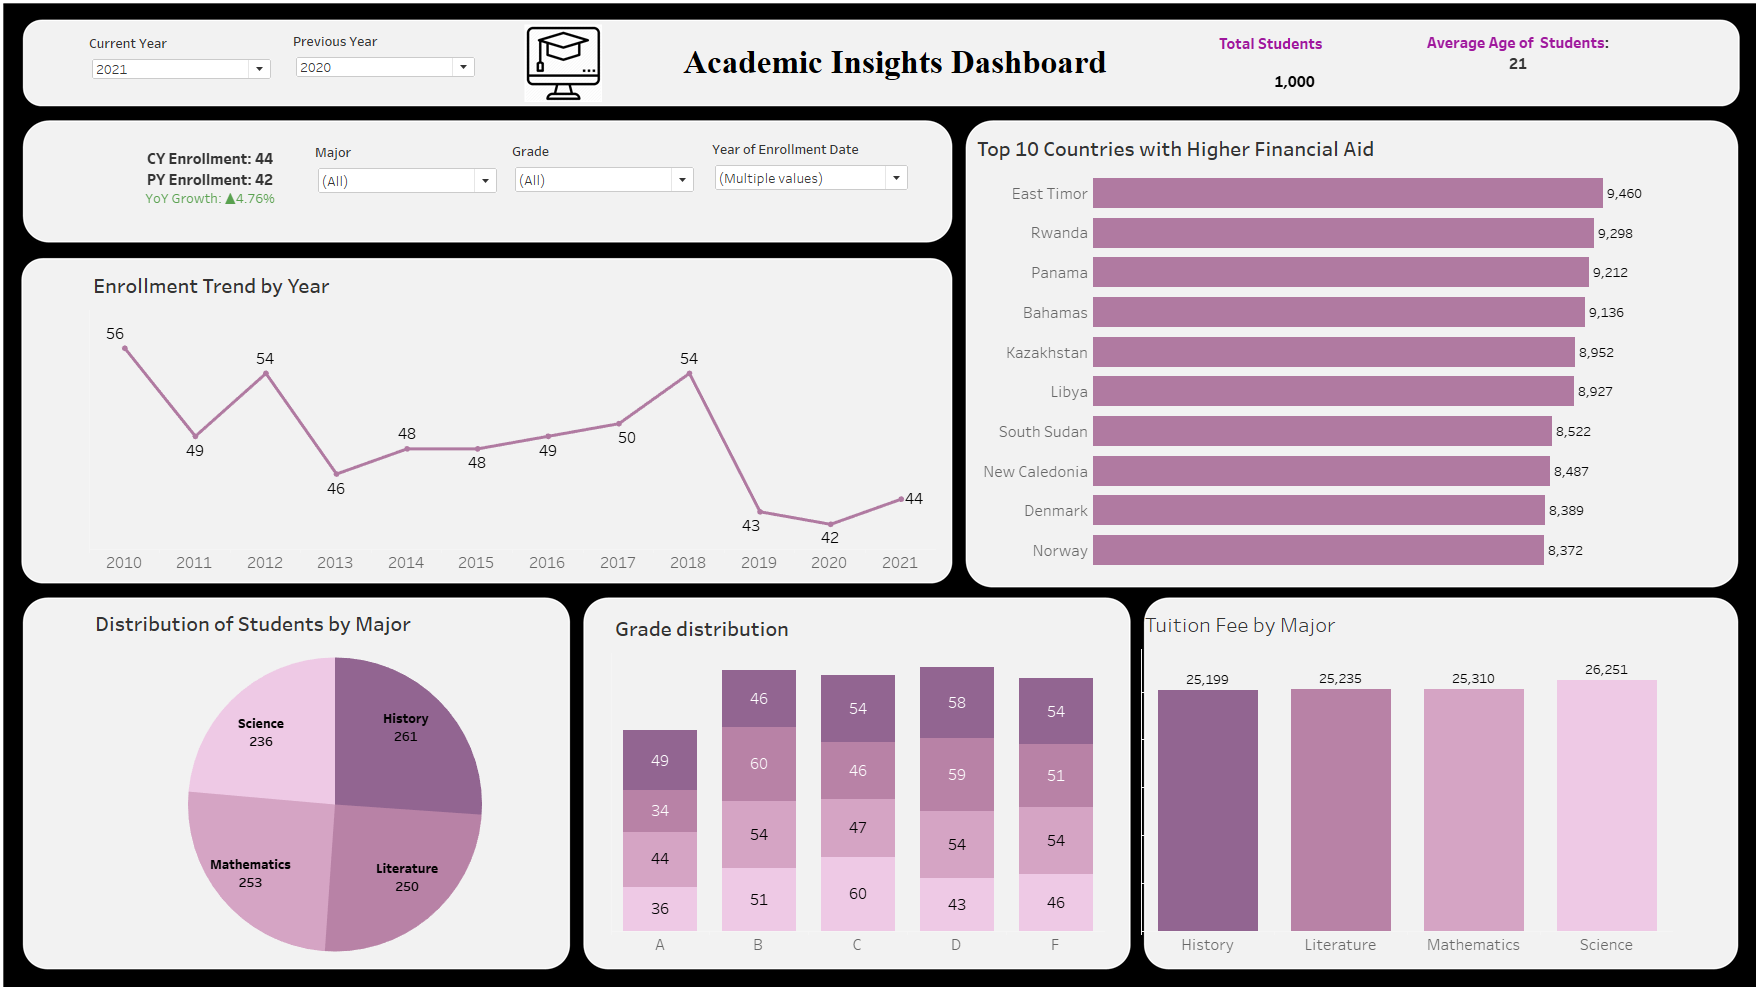 Current Year
2021
Previous Year
2020
Academic Insights Dashboard
Total Students
1,000
Average Age of  Students:
21
CY Enrollment: 44
PY Enrollment: 42
YoY Growth: ▲4.76%
Major
(All)
Grade
(All)
Year of Enrollment Date
(Multiple values)
Enrollment Trend by Year
56
49
54
46
48
48
49
50
54
43
42
44
2010 2011 2012 2013 2014 2015 2016 2017 2018 2019 2020 2021
Top 10 Countries with Higher Financial Aid
East Timor 9,460
Rwanda 9,298
Panama 9,212
Bahamas 9,136
Kazakhstan 8,952
Libya 8,927
South Sudan 8,522
New Caledonia 8,487
Denmark 8,389
Norway 8,372
Distribution of Students by Major
Science
236
History
261
Mathematics
253
Literature
250
Grade distribution
49
34
44
36
46
60
54
51
54
46
47
60
58
59
54
43
54
51
54
46
A B C D F
Tuition Fee by Major
25,199 25,235 25,310 26,251
History Literature Mathematics Science